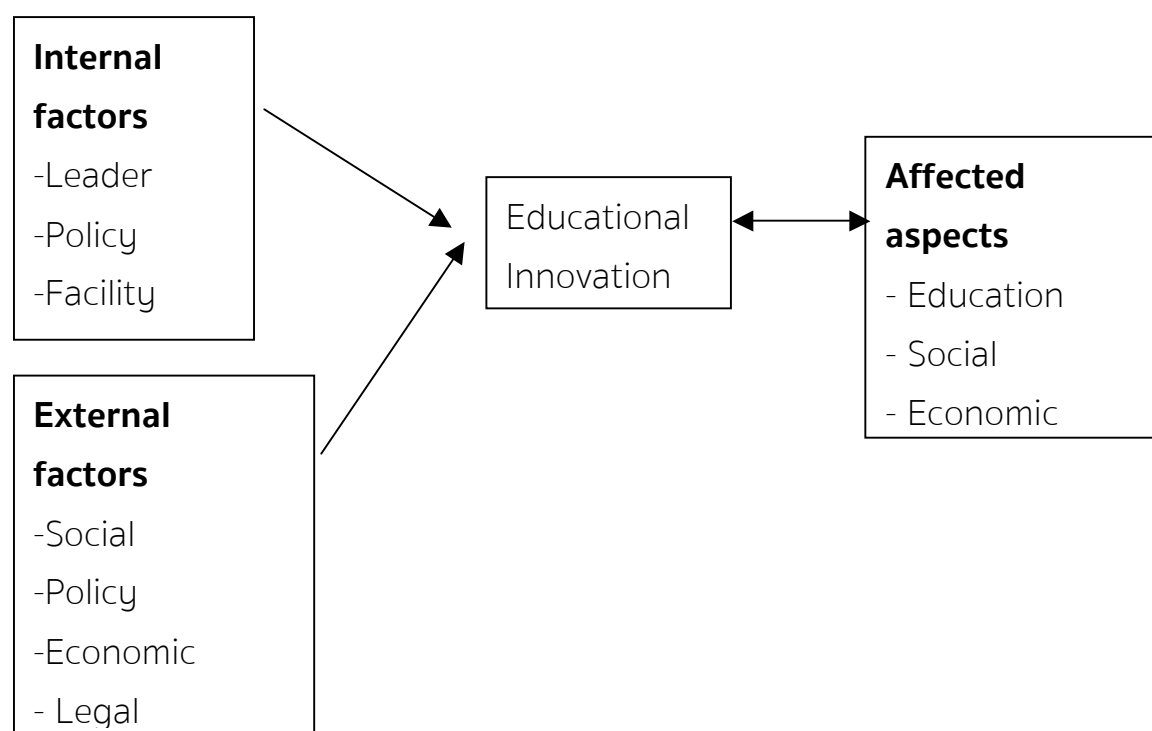 Internal
factors
-Leader
-Policy
-Facility
External
factors
-Social
-Policy
-Economic
- Legal
Educational
Innovation
Affected
aspects
- Education
- Social
- Economic